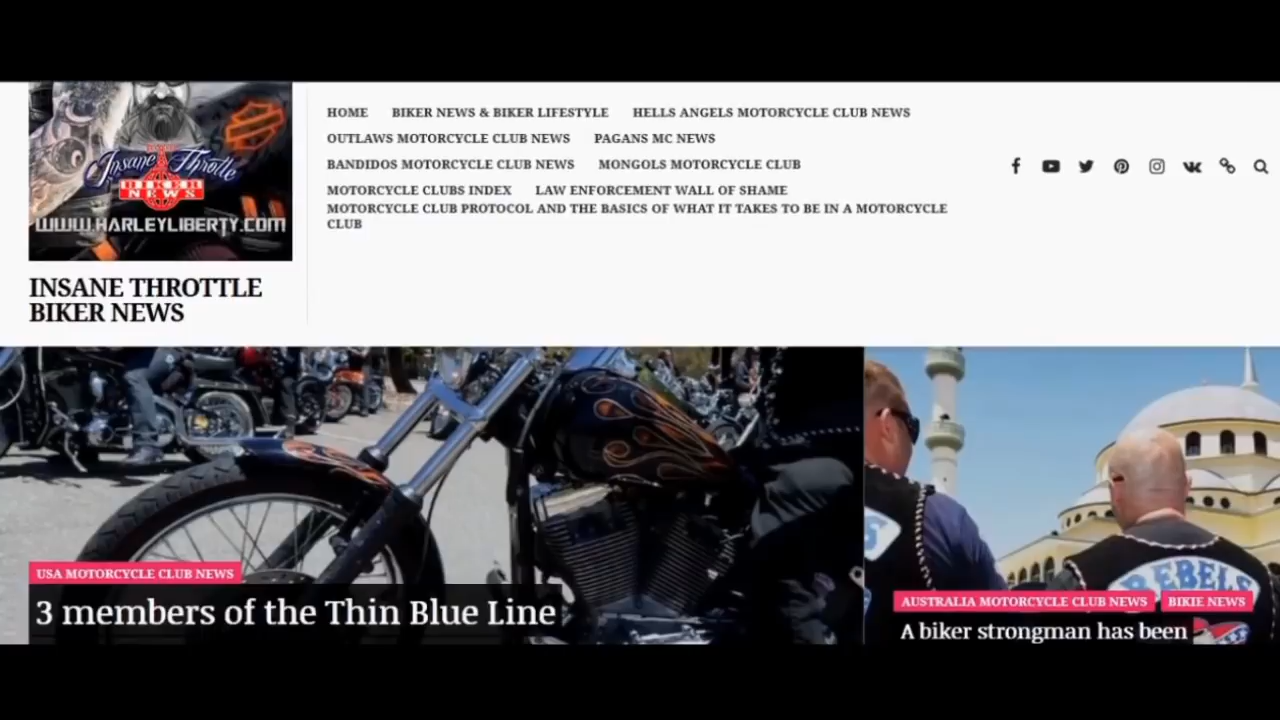 Insane Throttle
BIKER
NEWS
WWW.HARLEYLIBERTY.COM
INSANE THROTTLE
BIKER NEWS
HOME BIKER NEWS & BIKER LIFESTYLE HELLS ANGELS MOTORCYCLE CLUB NEWS
OUTLAWS MOTORCYCLE CLUB NEWS PAGANS MC NEWS
BANDIDOS MOTORCYCLE CLUB NEWS MONGOLS MOTORCYCLE CLUB
MOTORCYCLE CLUBS INDEX LAW ENFORCEMENT WALL OF SHAME
MOTORCYCLE CLUB PROTOCOL AND THE BASICS OF WHAT IT TAKES TO BE IN A MOTORCYCLE
CLUB
USA MOTORCYCLE CLUB NEWS
3 members of the Thin Blue Line
REBELS
AUSTRALIA MOTORCYCLE CLUB NEWS BIKIE NEWS
A biker strongman has been